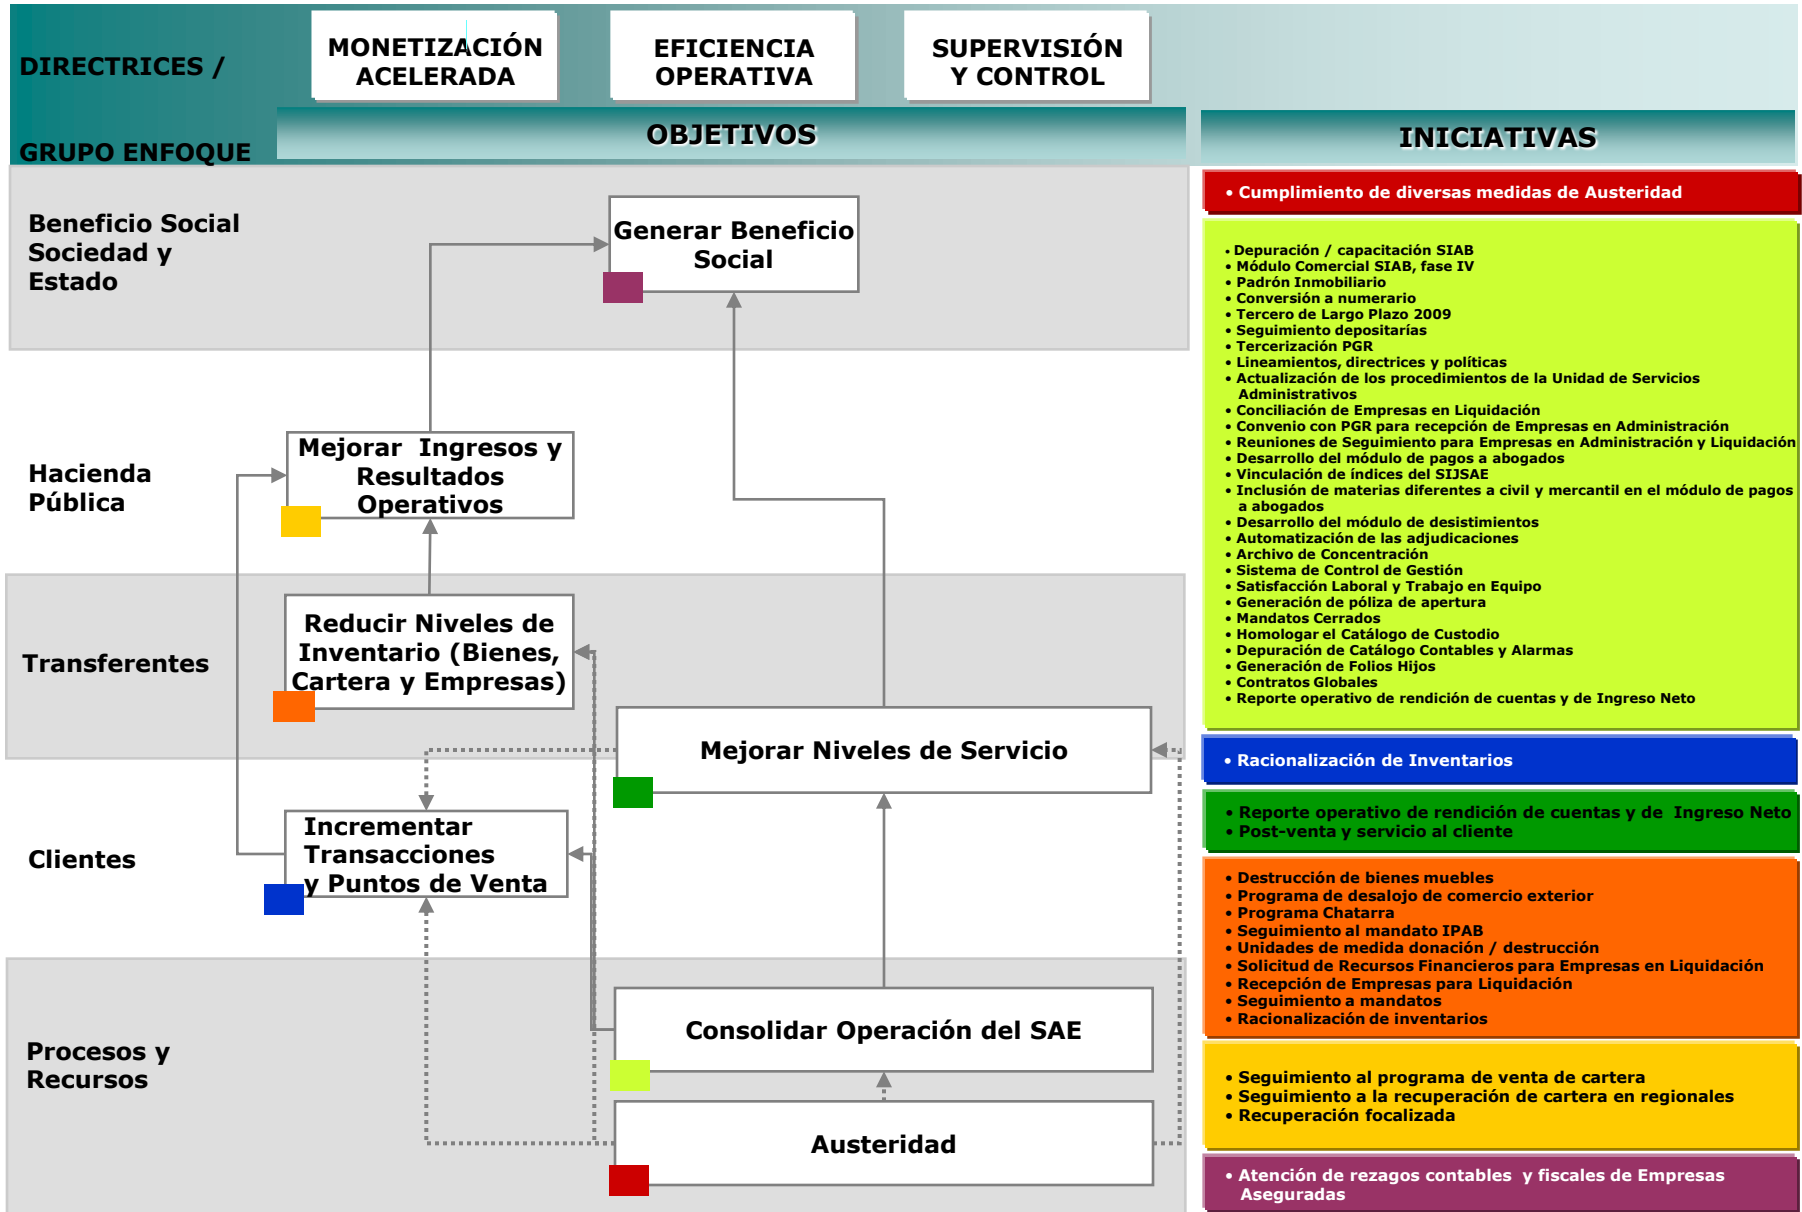 DIRECTRICES /
MONETIZACIÓN
ACELERADA
EFICIENCIA
OPERATIVA
SUPERVISIÓN
Y CONTROL
GRUPO ENFOQUE
OBJETIVOS
INICIATIVAS
Beneficio Social
Sociedad y
Estado
Generar Beneficio
Social
Hacienda
Pública
Mejorar Ingresos y
Resultados
Operativos
Transferentes
Reducir Niveles de
Inventario (Bienes,
Cartera y Empresas)
Mejorar Niveles de Servicio
Clientes
Incrementar
Transacciones
y Puntos de Venta
Procesos y
Recursos
Consolidar Operación del SAE
Austeridad
• Cumplimiento de diversas medidas de Austeridad
• Depuración / capacitación SIAB
• Módulo Comercial SIAB, fase IV
• Padrón Inmobiliario
• Conversión a numerario
• Tercero de Largo Plazo 2009
• Seguimiento depositarías
• Tercerización PGR
• Lineamientos, directrices y políticas
• Actualización de los procedimientos de la Unidad de Servicios
Administrativos
• Conciliación de Empresas en Liquidación
• Convenio con PGR para recepción de Empresas en Administración
• Reuniones de Seguimiento para Empresas en Administración y Liquidación
• Desarrollo del módulo de pagos a abogados
• Vinculación de índices del SIJSAE
• Inclusión de materias diferentes a civil y mercantil en el módulo de pagos
a abogados
• Desarrollo del módulo de desistimientos
• Automatización de las adjudicaciones
• Archivo de Concentración
• Sistema de Control de Gestión
• Satisfacción Laboral y Trabajo en Equipo
• Generación de póliza de apertura
• Mandatos Cerrados
• Homologar el Catálogo de Custodio
• Depuración de Catálogo Contables y Alarmas
• Generación de Folios Hijos
• Contratos Globales
• Reporte operativo de rendición de cuentas y de Ingreso Neto
• Racionalización de Inventarios
• Reporte operativo de rendición de cuentas y de Ingreso Neto
• Post-venta y servicio al cliente
• Destrucción de bienes muebles
• Programa de desalojo de comercio exterior
• Programa Chatarra
• Seguimiento al mandato IPAB
• Unidades de medida donación / destrucción
• Solicitud de Recursos Financieros para Empresas en Liquidación
• Recepción de Empresas para Liquidación
• Seguimiento a mandatos
• Racionalización de inventarios
• Seguimiento al programa de venta de cartera
• Seguimiento a la recuperación de cartera en regionales
• Recuperación focalizada
• Atención de rezagos contables y fiscales de Empresas
Aseguradas